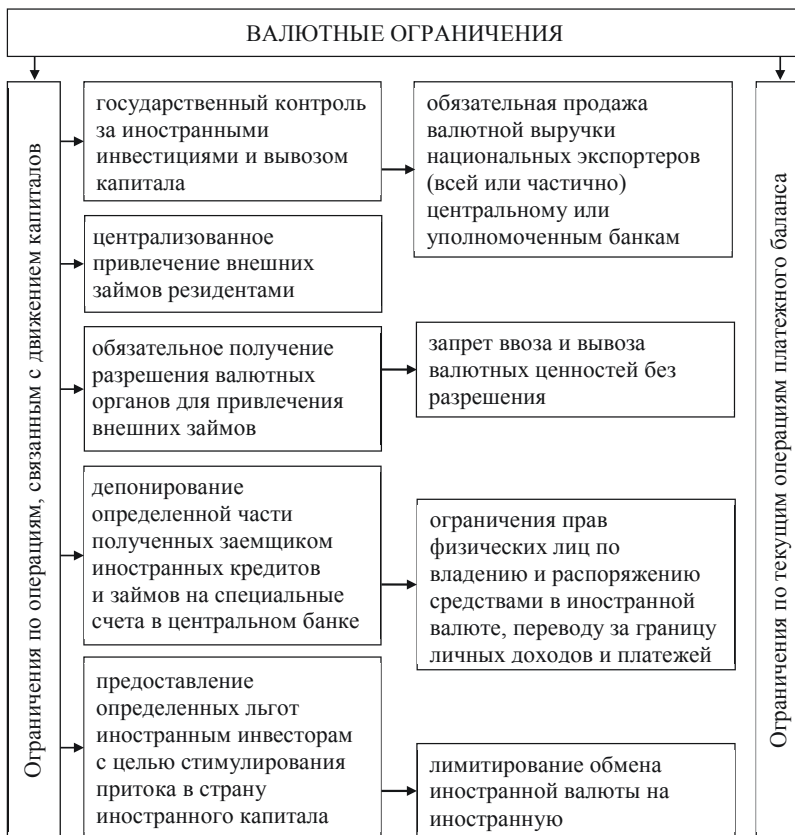 ВАЛЮТНЫЕ ОГРАНИЧЕНИЯ
Ограничения по операциям, связанным с движением капиталов
государственный контроль
за иностранными
инвестициями и вывозом
капитала
централизованное
привлечение внешних
займов резидентами
обязательное получение
разрешения валютных
органов для привлечения
внешних займов
депонирование
определенной части
полученных заемщиком
иностранных кредитов
и займов на специальные
счета в центральном банке
предоставление
определенных льгот
иностранным инвесторам
с целью стимулирования
притока в страну
иностранного капитала
обязательная продажа
валютной выручки
национальных экспортеров
(всей или частично)
центральному или
уполномоченным банкам
запрет ввоза и вывоза
валютных ценностей без
разрешения
ограничения прав
физических лиц по
владению и распоряжению
средствами в иностранной
валюте, переводу за границу
личных доходов и платежей
лимитирование обмена
иностранной валюты на
иностранную
Ограничения по текущим операциям платежного баланса